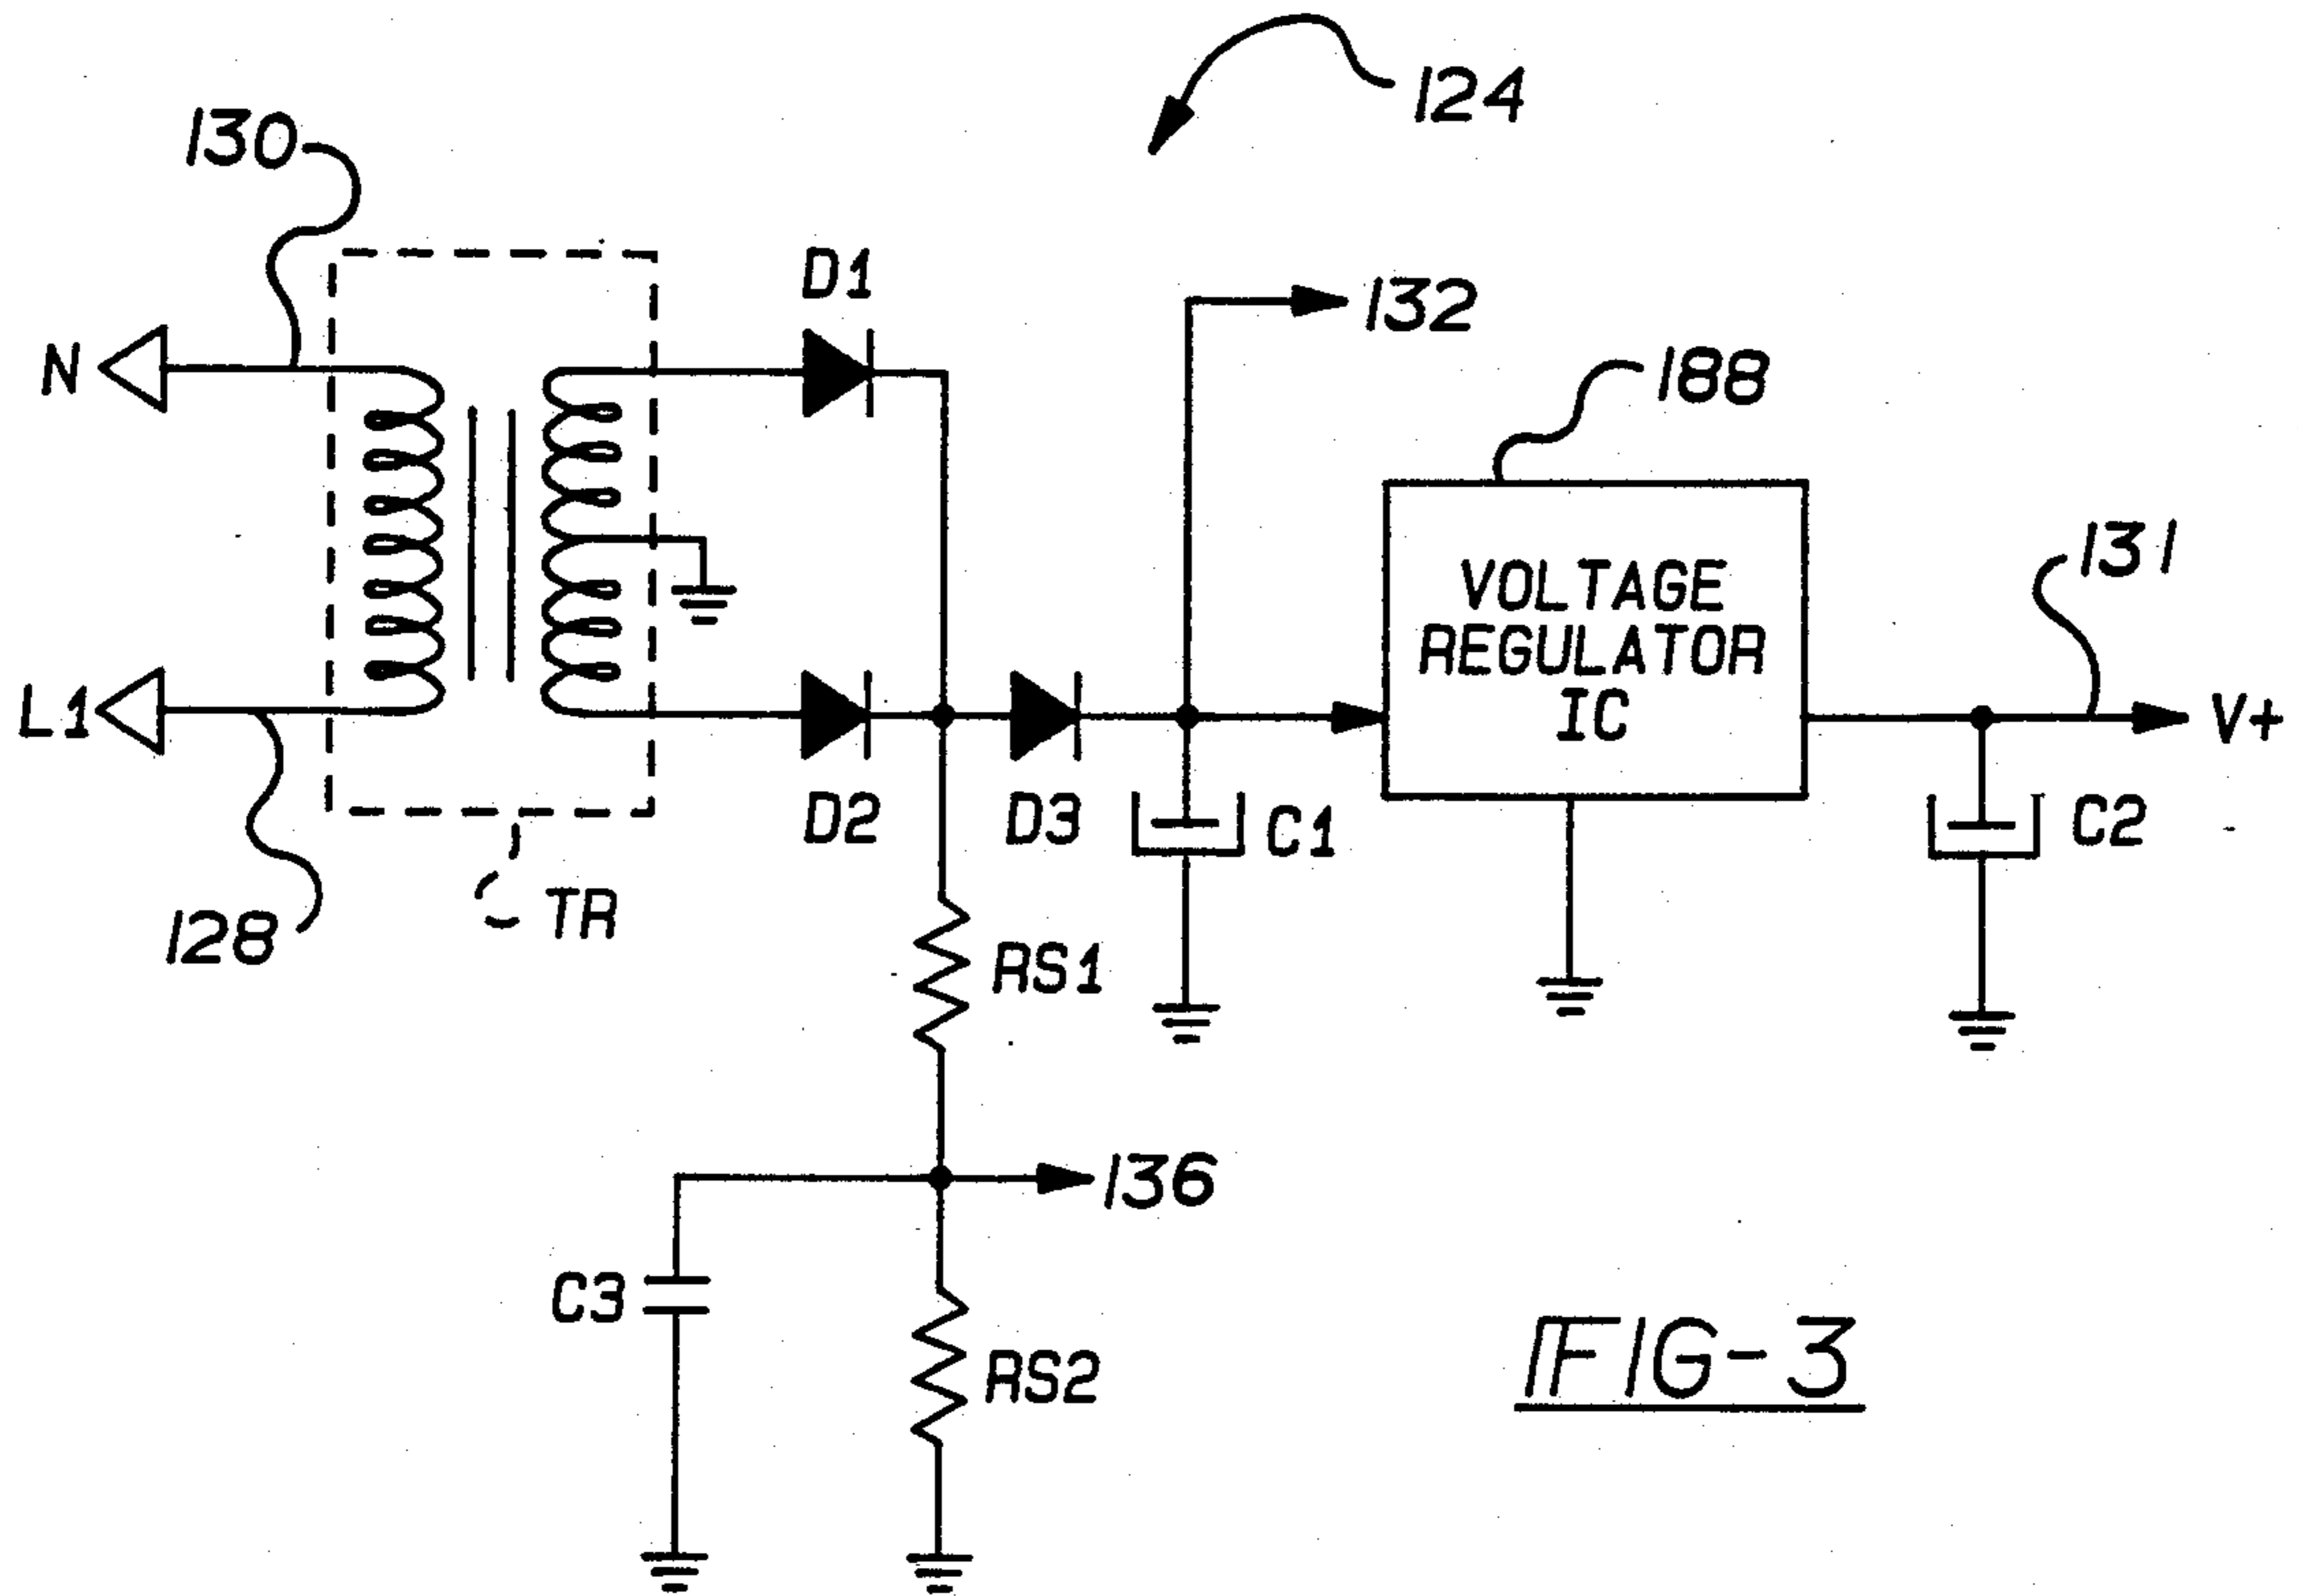 124
130
D1
132
N
188
VOLTAGE
REGULATOR
IC
131
L1
V+
D2
D3
C1
C2
128
TR
RS1
136
C3
RS2
FIG-3